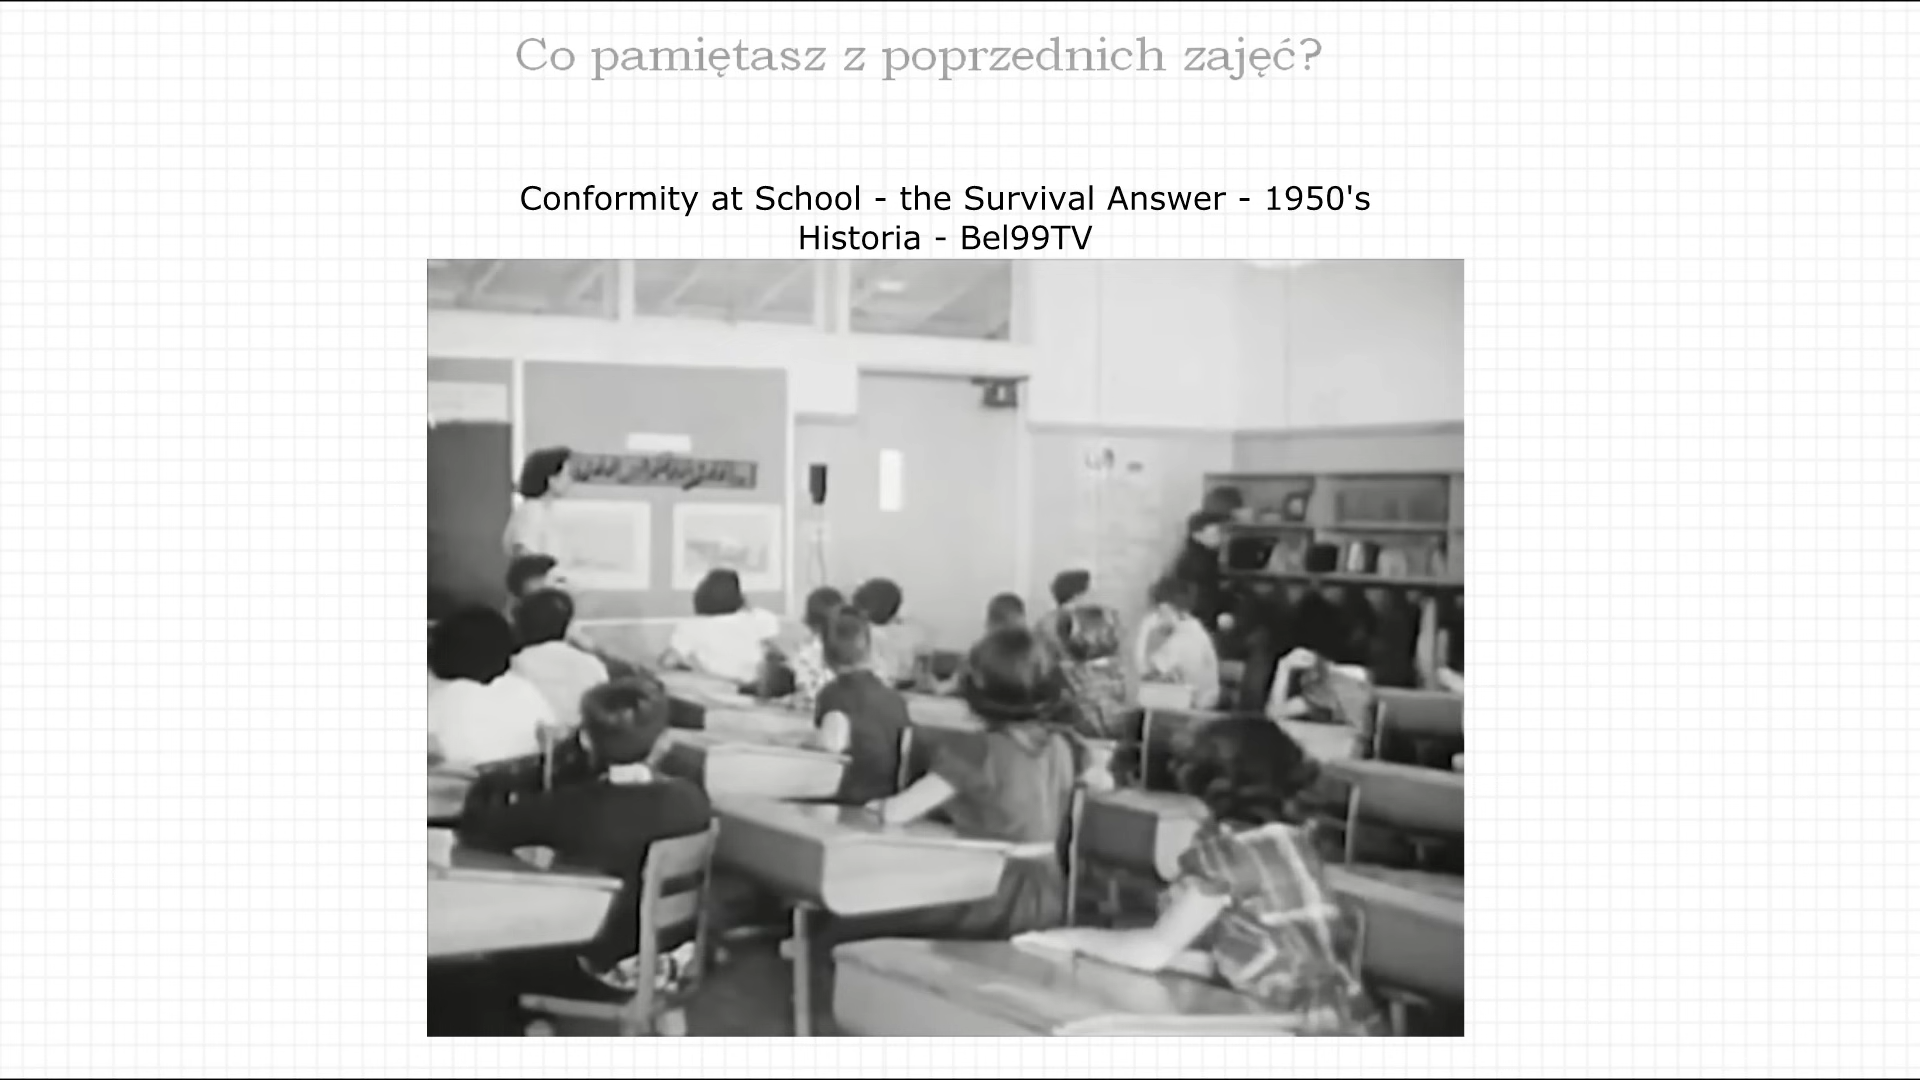 Co pamiętasz z poprzednich zajęć?
Conformity at School - the Survival Answer - 1950's
Historia - Bel99TV